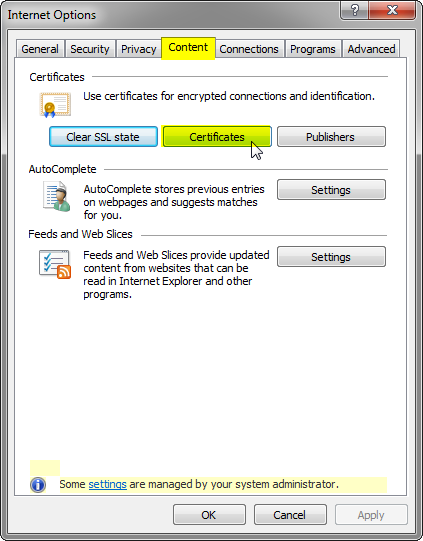 Internet Options
?
General Security Privacy Content Connections Programs Advanced
Certificates
Use certificates for encrypted connections and identification.
Clear SSL state Certificates Publishers
AutoComplete
AutoComplete stores previous entries
on webpages and suggests matches
for you.
Settings
Feeds and Web Slices
Feeds and Web Slices provide updated
content from websites that can be
read in Internet Explorer and other
programs.
Settings
Some settings are managed by your system administrator.
OK Cancel Apply